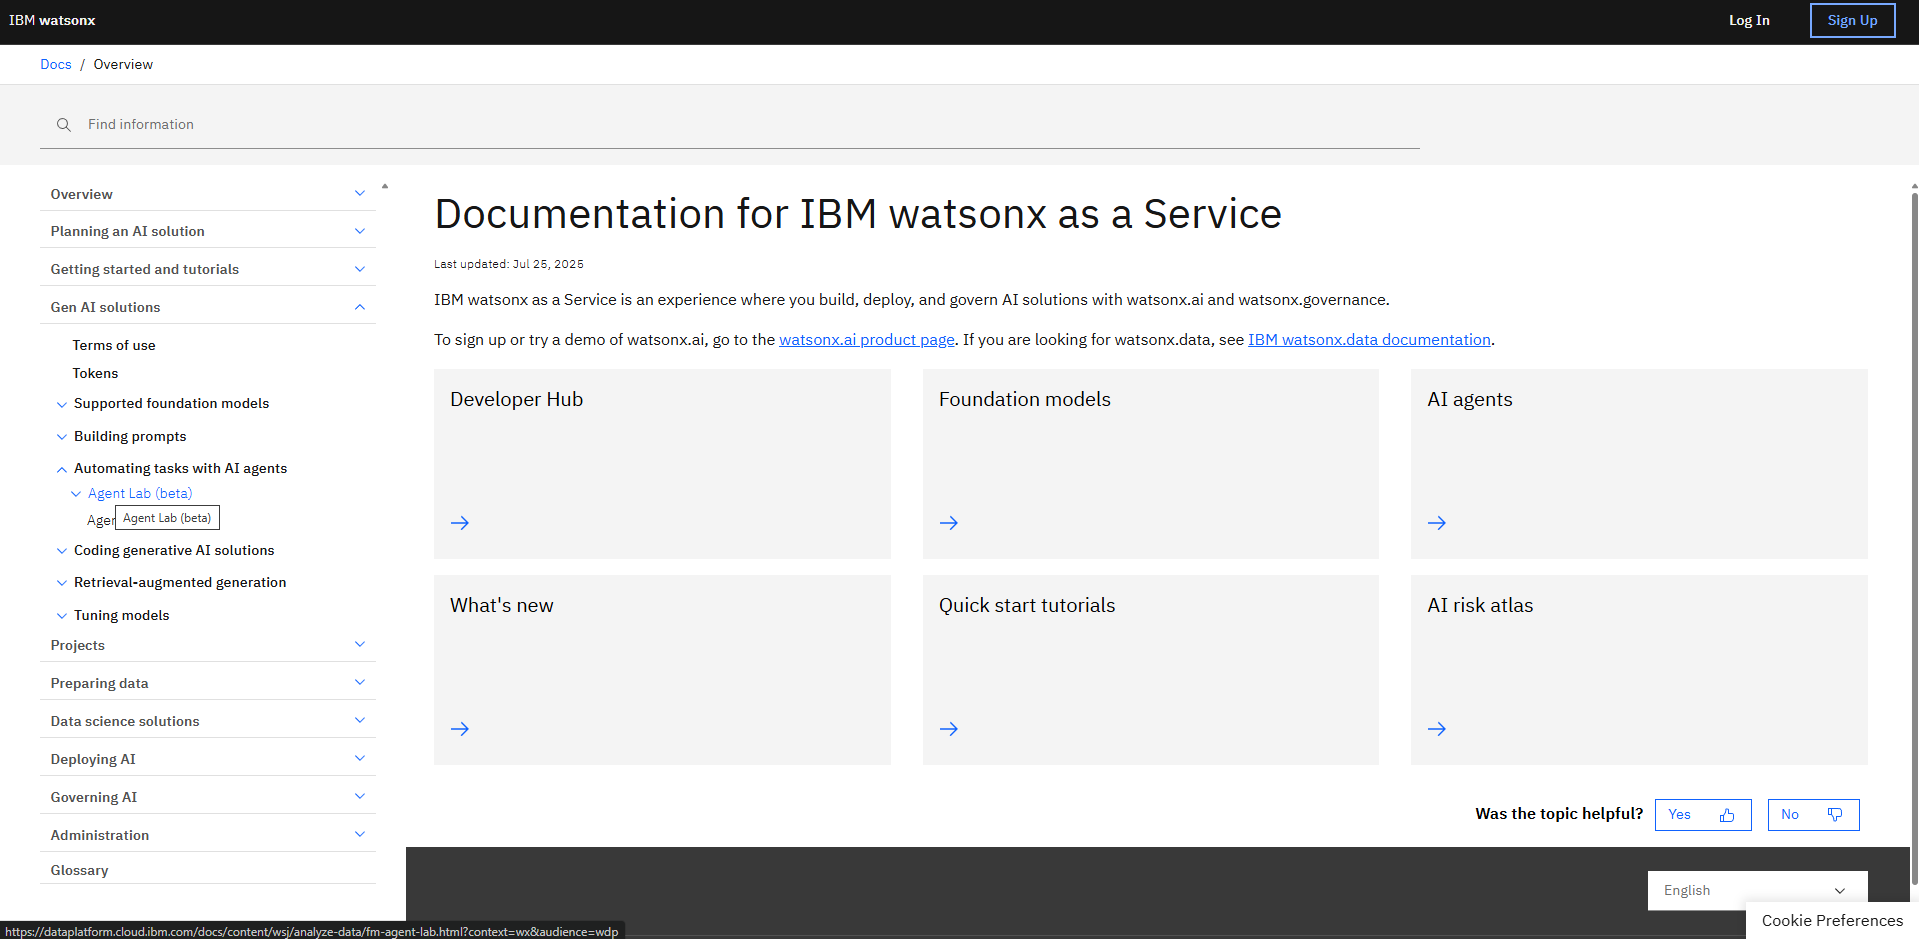 IBM watsonx
Log In
Sign Up
Docs / Overview
Find information
Overview
Planning an AI solution
Getting started and tutorials
Gen AI solutions
Terms of use
Tokens
Supported foundation models
Building prompts
Automating tasks with AI agents
Agent Lab (beta)
Agent Lab (beta)
Coding generative AI solutions
Retrieval-augmented generation
Tuning models
Projects
Preparing data
Data science solutions
Deploying AI
Governing AI
Administration
Glossary
Documentation for IBM watsonx as a Service
Last updated: Jul 25, 2025
IBM watsonx as a Service is an experience where you build, deploy, and govern AI solutions with watsonx.ai and watsonx.governance.
To sign up or try a demo of watsonx.ai, go to the watsonx.ai product page. If you are looking for watsonx.data, see IBM watsonx.data documentation.
Developer Hub
Foundation models
AI agents
What's new
Quick start tutorials
AI risk atlas
Was the topic helpful?
Yes
No
English
Cookie Preferences
https://dataplatform.cloud.ibm.com/docs/content/wsj/analyze-data/fm-agent-lab.html?context=wx&audience=wdp